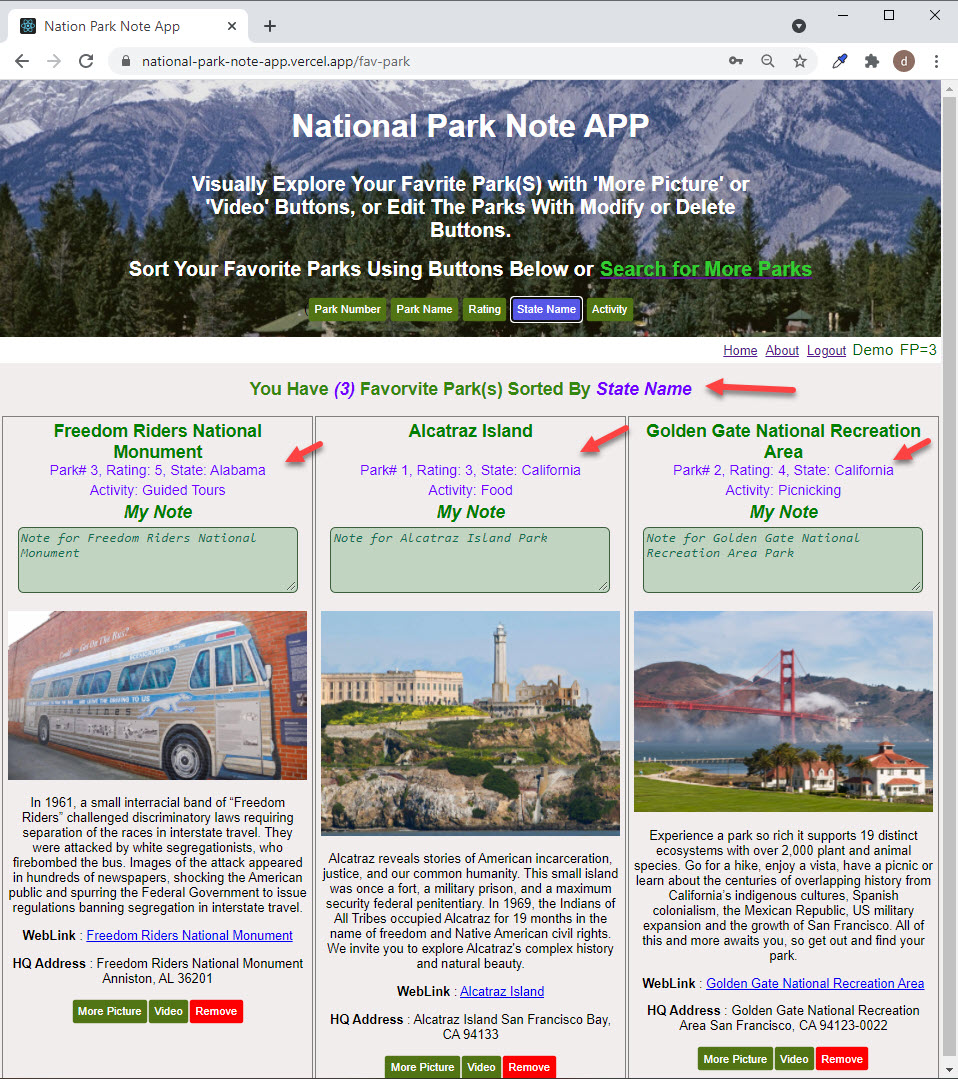 Nation Park Note App
national-park-note-app.vercel.app/fav-park
d
National Park Note APP
Visually Explore Your Favrite Park(S) with 'More Picture' or
'Video' Buttons, or Edit The Parks With Modify or Delete
Buttons.
Sort Your Favorite Parks Using Buttons Below or Search for More Parks
Park Number Park Name Rating State Name Activity
Home About Logout Demo FP=3
You Have (3) Favorvite Park(s) Sorted By State Name
Freedom Riders National
Monument
Park# 3, Rating: 5, State: Alabama
Activity: Guided Tours
My Note
Note for Freedom Riders National
Monument
In 1961, a small interracial band of “Freedom
Riders” challenged discriminatory laws requiring
separation of the races in interstate travel. They
were attacked by white segregationists, who
firebombed the bus. Images of the attack appeared
in hundreds of newspapers, shocking the American
public and spurring the Federal Government to issue
regulations banning segregation in interstate travel.
WebLink : Freedom Riders National Monument
HQ Address : Freedom Riders National Monument
Anniston, AL 36201
More Picture Video Remove
Alcatraz Island
Park# 1, Rating: 3, State: California
Activity: Food
My Note
Note for Alcatraz Island Park
Alcatraz reveals stories of American incarceration,
justice, and our common humanity. This small island
was once a fort, a military prison, and a maximum
security federal penitentiary. In 1969, the Indians of
All Tribes occupied Alcatraz for 19 months in the
name of freedom and Native American civil rights.
We invite you to explore Alcatraz's complex history
and natural beauty.
WebLink : Alcatraz Island
HQ Address : Alcatraz Island San Francisco Bay,
CA 94133
More Picture Video Remove
Golden Gate National Recreation
Area
Park# 2, Rating: 4, State: California
Activity: Picnicking
My Note
Note for Golden Gate National
Recreation Area Park
Experience a park so rich it supports 19 distinct
ecosystems with over 2,000 plant and animal
species. Go for a hike, enjoy a vista, have a picnic or
learn about the centuries of overlapping history from
California’s indigenous cultures, Spanish
colonialism, the Mexican Republic, US military
expansion and the growth of San Francisco. All of
this and more awaits you, so get out and find your
park.
WebLink : Golden Gate National Recreation Area
HQ Address : Golden Gate National Recreation
Area San Francisco, CA 94123-0022
More Picture Video Remove